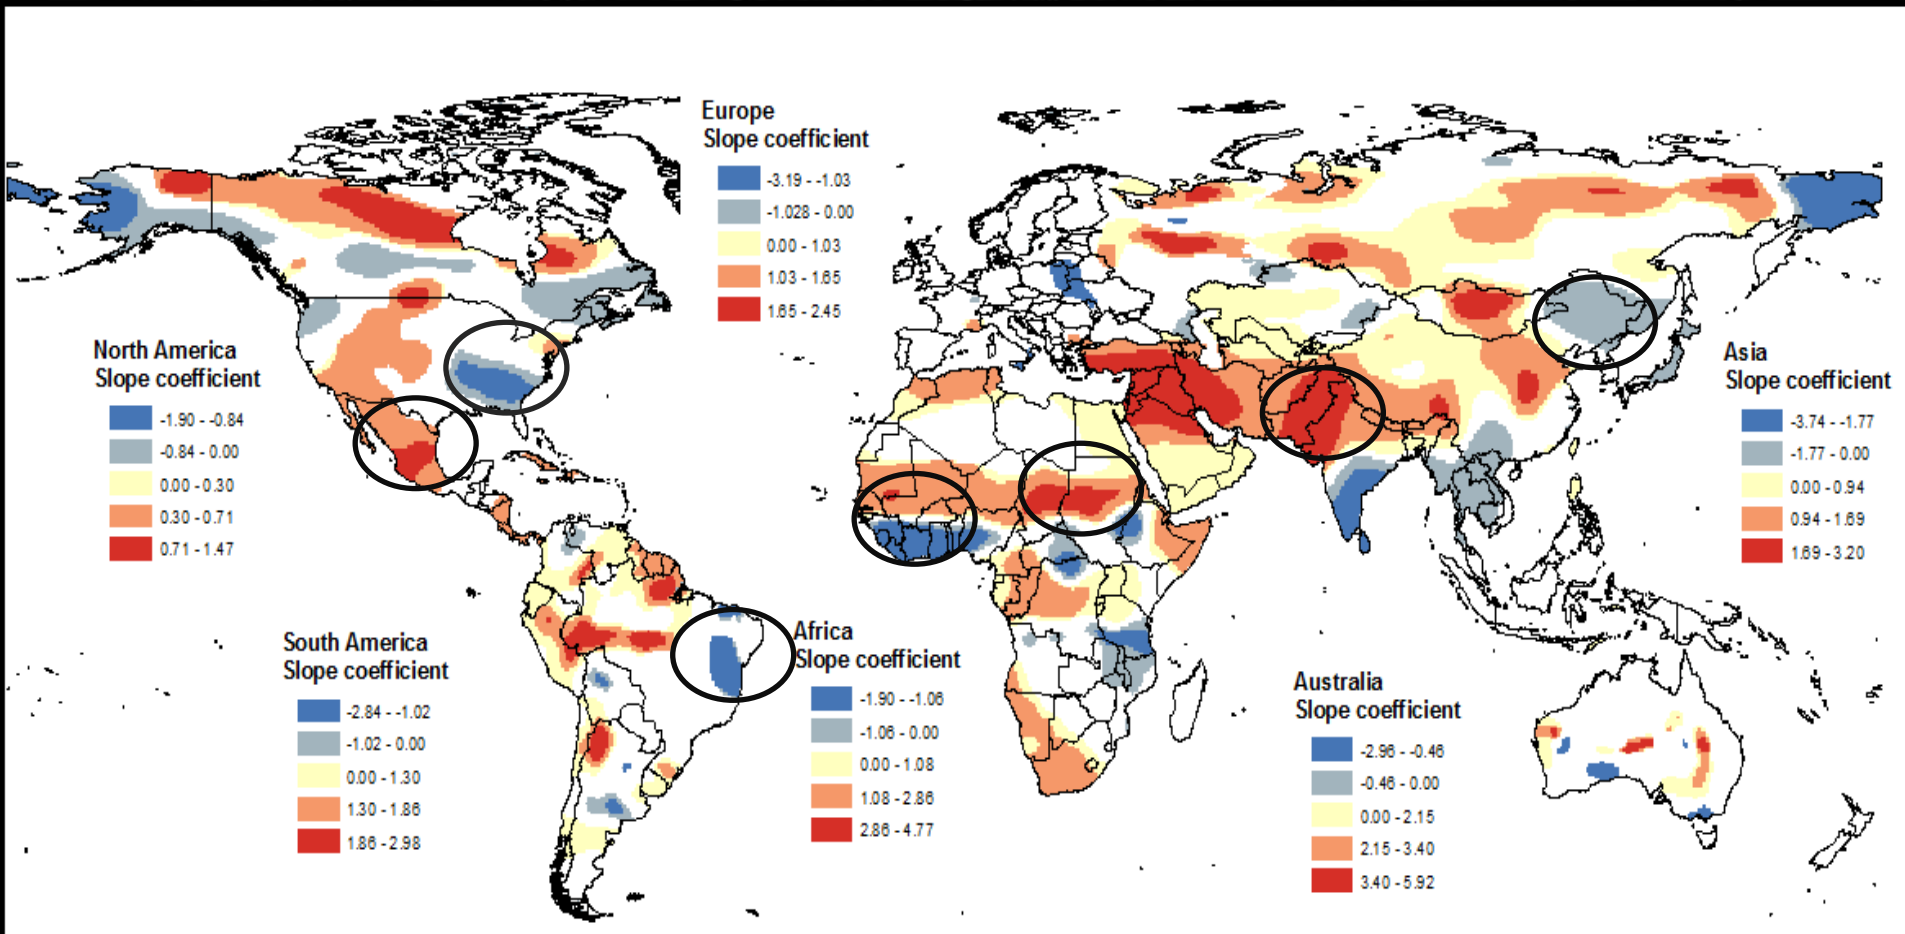 Europe
Slope coefficient
-3.19 - -1.03
-1.028 - 0.00
0.00 - 1.03
1.03 - 1.65
1.65 - 2.45
North America
Slope coefficient
-1.90 - -0.84
-0.84 - 0.00
0.00 - 0.30
0.30 - 0.71
0.71 - 1.47
Asia
Slope coefficient
-3.74 - -1.77
-1.77 - 0.00
0.00 - 0.94
0.94 - 1.69
1.69 - 3.20
South America
Slope coefficient
-2.84 - -1.02
-1.02 - 0.00
0.00 - 1.30
1.30 - 1.86
1.86 - 2.98
Africa
Slope coefficient
-1.90 - -1.06
-1.06 - 0.00
0.00 - 1.08
1.08 - 2.86
2.86 - 4.77
Australia
Slope coefficient
-2.96 - -0.46
-0.46 - 0.00
0.00 - 2.15
2.15 - 3.40
3.40 - 5.92